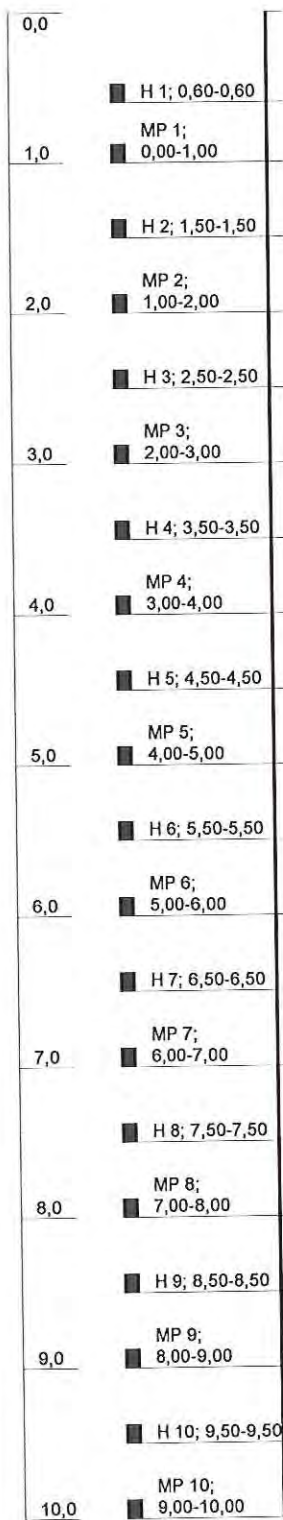 0,0
H 1; 0,60-0,60
MP 1;
0,00-1,00
1,0
H 2; 1,50-1,50
MP 2;
1,00-2,00
2,0
H 3; 2,50-2,50
MP 3;
2,00-3,00
3,0
H 4; 3,50-3,50
MP 4;
3,00-4,00
4,0
H 5; 4,50-4,50
MP 5;
4,00-5,00
5,0
H 6; 5,50-5,50
MP 6;
5,00-6,00
6,0
H 7; 6,50-6,50
MP 7;
6,00-7,00
7,0
H 8; 7,50-7,50
MP 8;
7,00-8,00
8,0
H 9; 8,50-8,50
MP 9;
8,00-9,00
9,0
H 10; 9,50-9,50
MP 10;
9,00-10,00
10,0